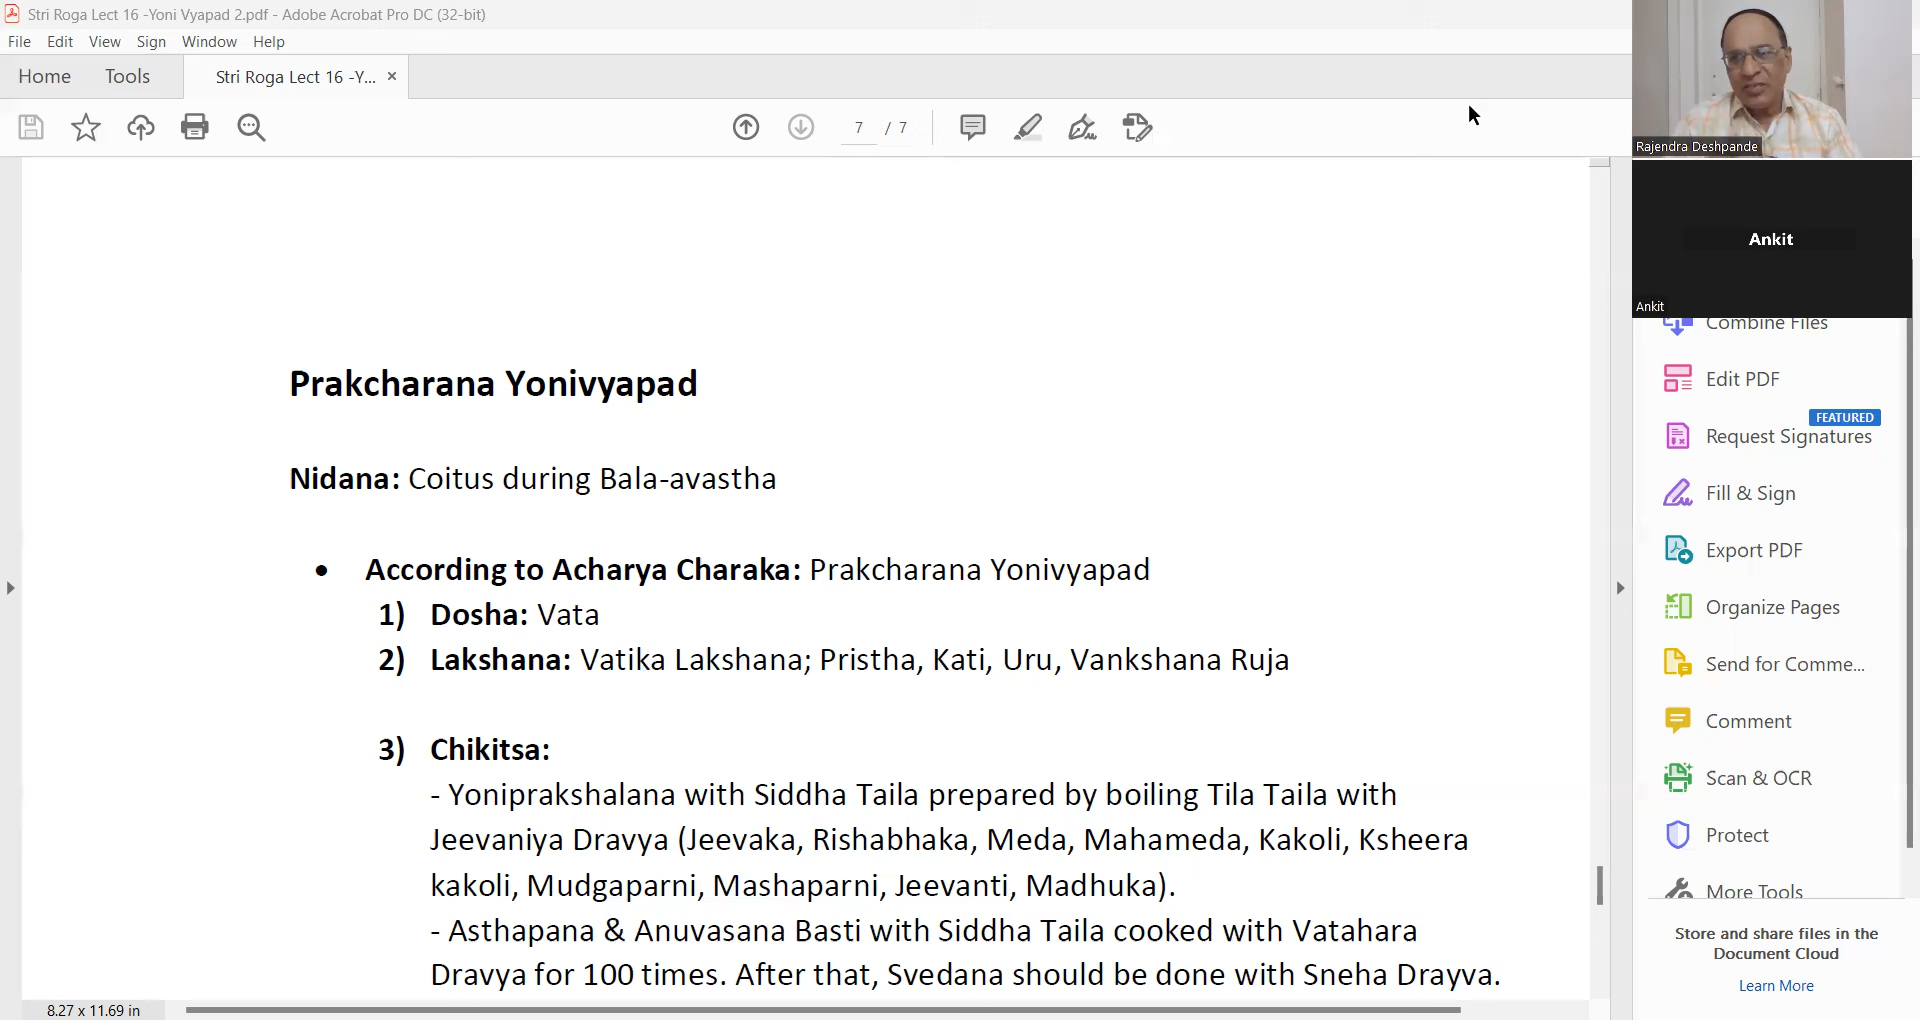 Stri Roga Lect 16 -Yoni Vyapad 2.pdf - Adobe Acrobat Pro DC (32-bit)
File Edit View Sign Window Help
Home Tools Stri Roga Lect 16 -Y... ×
7 / 7
Rajendra Deshpande
Ankit
Ankit
Prakcharana Yonivyapad
Nidana: Coitus during Bala-avastha
• According to Acharya Charaka: Prakcharana Yonivyapad
1) Dosha: Vata
2) Lakshana: Vatika Lakshana; Pristha, Kati, Uru, Vankshana Ruja
3) Chikitsa:
- Yoniprakshalana with Siddha Taila prepared by boiling Tila Taila with
Jeevaniya Dravya (Jeevaka, Rishabhaka, Meda, Mahameda, Kakoli, Ksheera
kakoli, Mudgaparni, Mashaparni, Jeevanti, Madhuka).
- Asthapana & Anuvasana Basti with Siddha Taila cooked with Vatahara
Dravya for 100 times. After that, Svedana should be done with Sneha Drayva.
8.27 x 11.69 in
Combine Files
Edit PDF
FEATURED
Request Signatures
Fill & Sign
Export PDF
Organize Pages
Send for Comme...
Comment
Scan & OCR
Protect
More Tools
Store and share files in the
Document Cloud
Learn More